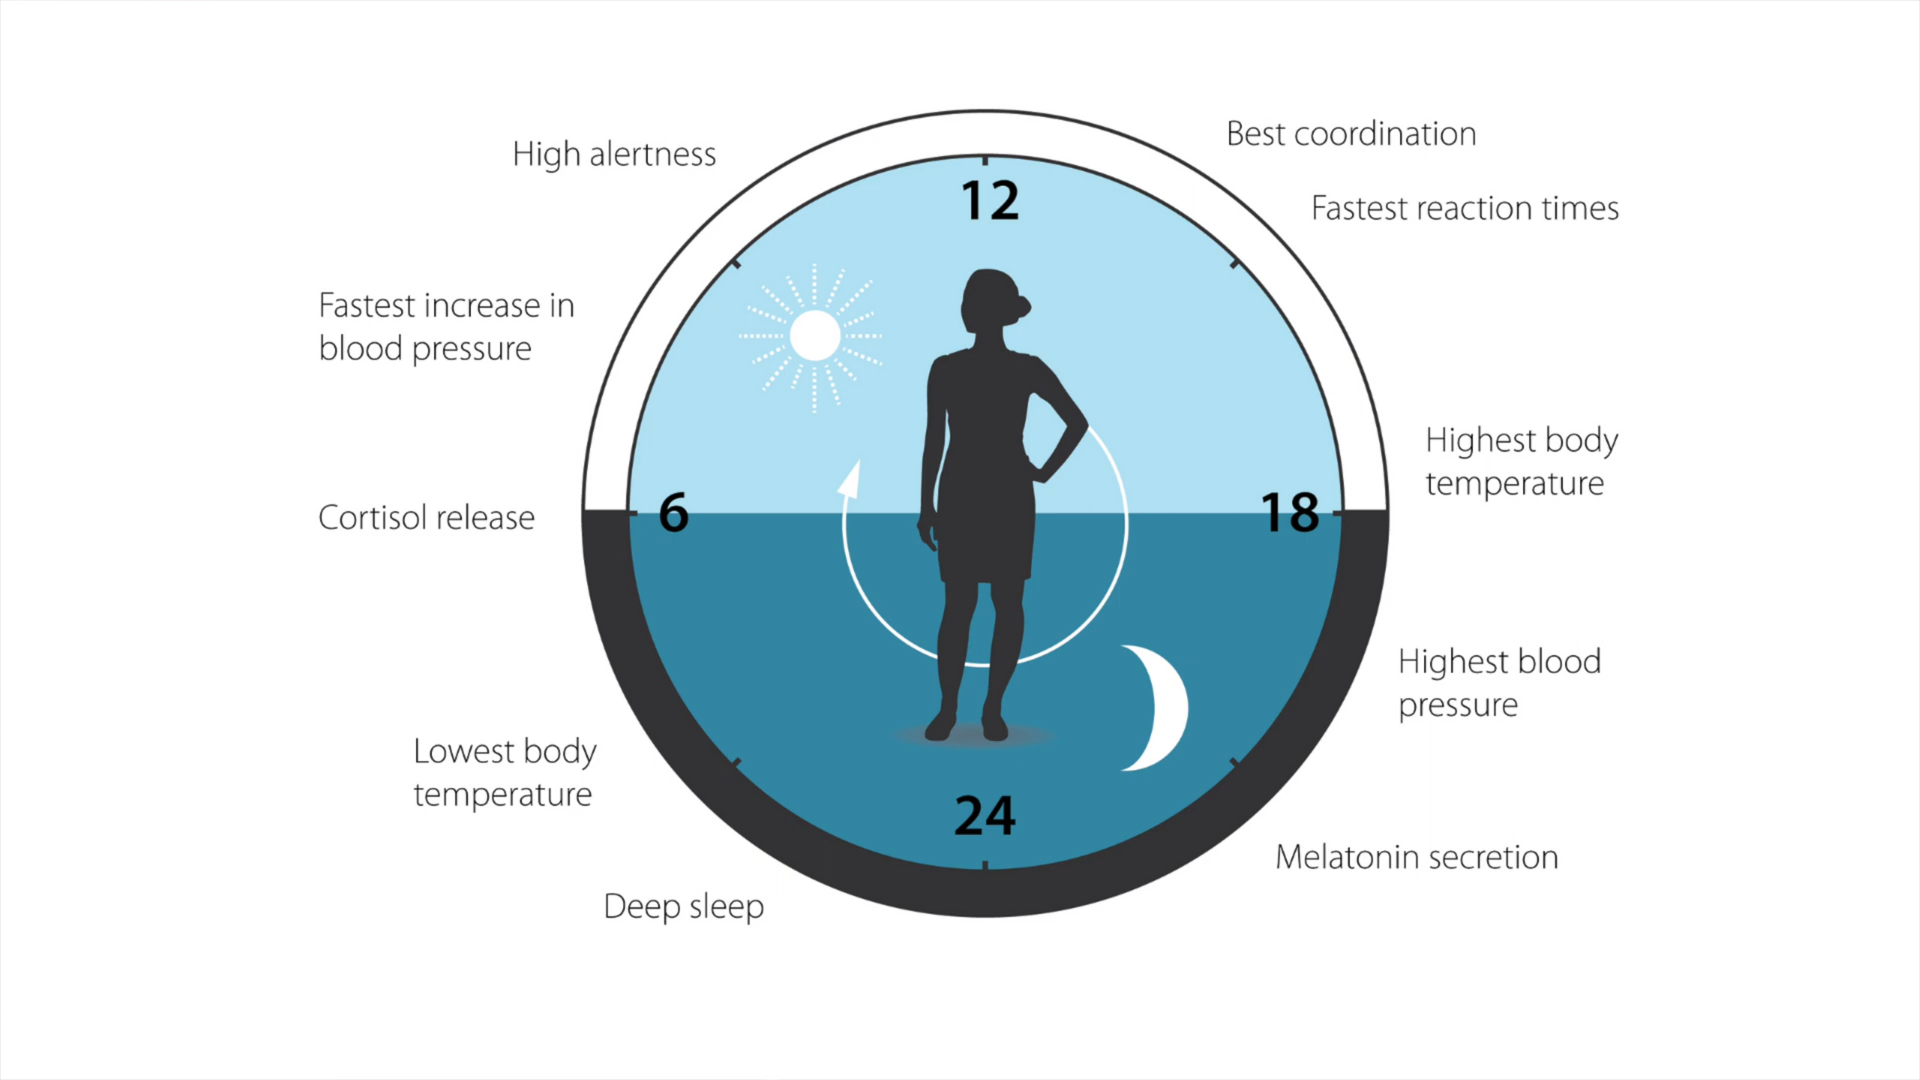 High alertness
Best coordination
12
Fastest reaction times
Fastest increase in
blood pressure
Highest body
temperature
Cortisol release
6
18
Highest blood
pressure
Lowest body
temperature
24
Melatonin secretion
Deep sleep